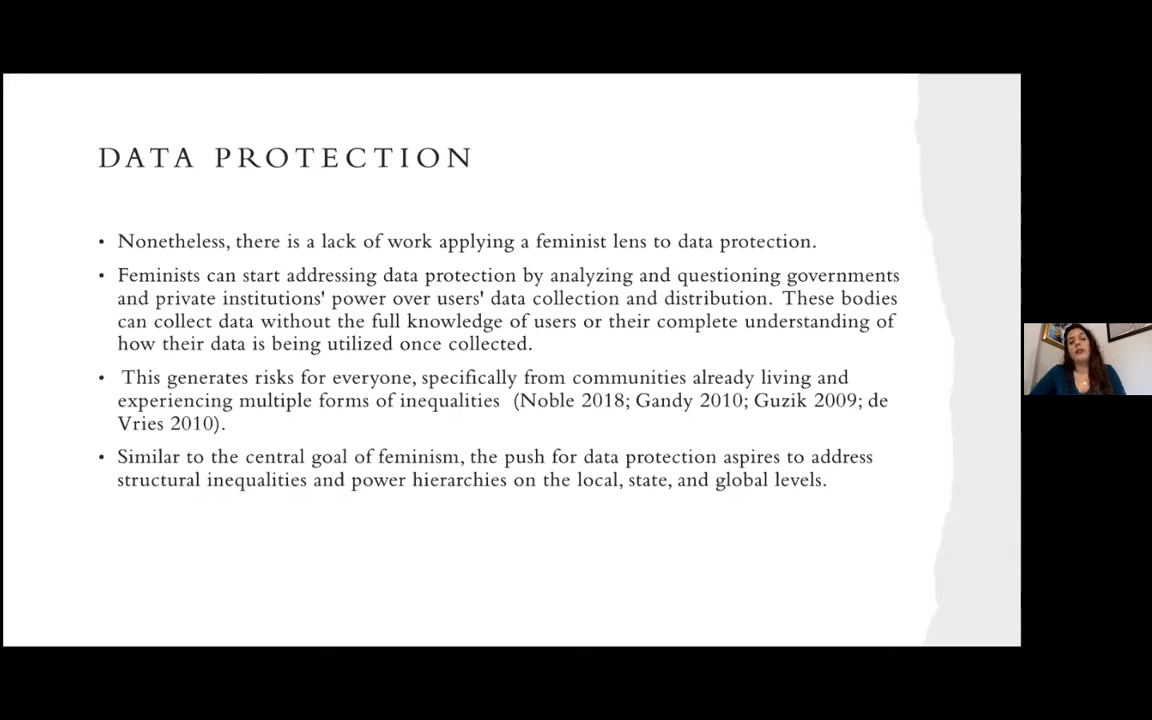 DATA PROTECTION
• Nonetheless, there is a lack of work applying a feminist lens to data protection.
• Feminists can start addressing data protection by analyzing and questioning governments
and private institutions' power over users' data collection and distribution. These bodies
can collect data without the full knowledge of users or their complete understanding of
how their data is being utilized once collected.
• This generates risks for everyone, specifically from communities already living and
experiencing multiple forms of inequalities (Noble 2018; Gandy 2010; Guzik 2009; de
Vries 2010).
• Similar to the central goal of feminism, the push for data protection aspires to address
structural inequalities and power hierarchies on the local, state, and global levels.